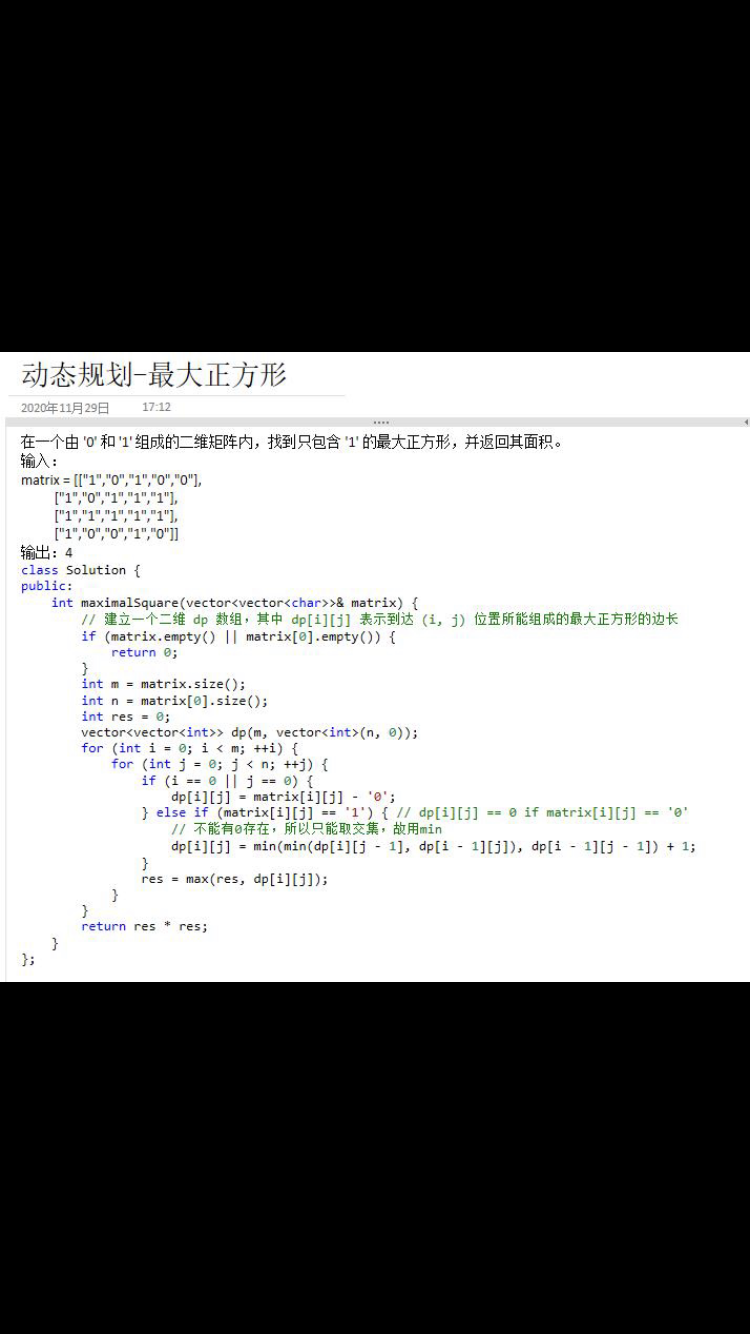 动态规划-最大正方形
2020年11月29日 17:12
在一个由 '0' 和 '1' 组成的二维矩阵内，找到只包含 '1' 的最大正方形，并返回其面积。
输入：
matrix = [["1","0","1","0","0"],
["1","0","1","1","1"],
["1","1","1","1","1"],
["1","0","0","1","0"]]
输出：4
class Solution {
public:
    int maximalSquare(vector<vector<char>>& matrix) {
        // 建立一个二维 dp 数组，其中 dp[i][j] 表示到达 (i, j) 位置所能组成的最大正方形的边长
        if (matrix.empty() || matrix[0].empty()) {
            return 0;
        }
        int m = matrix.size();
        int n = matrix[0].size();
        int res = 0;
        vector<vector<int>> dp(m, vector<int>(n, 0));
        for (int i = 0; i < m; ++i) {
            for (int j = 0; j < n; ++j) {
                if (i == 0 || j == 0) {
                    dp[i][j] = matrix[i][j] - '0';
                } else if (matrix[i][j] == '1') { // dp[i][j] == 0 if matrix[i][j] == '0'
                    // 不能有0存在，所以只能取交集，故用min
                    dp[i][j] = min(min(dp[i][j - 1], dp[i - 1][j]), dp[i - 1][j - 1]) + 1;
                }
                res = max(res, dp[i][j]);
            }
        }
        return res * res;
    }
};